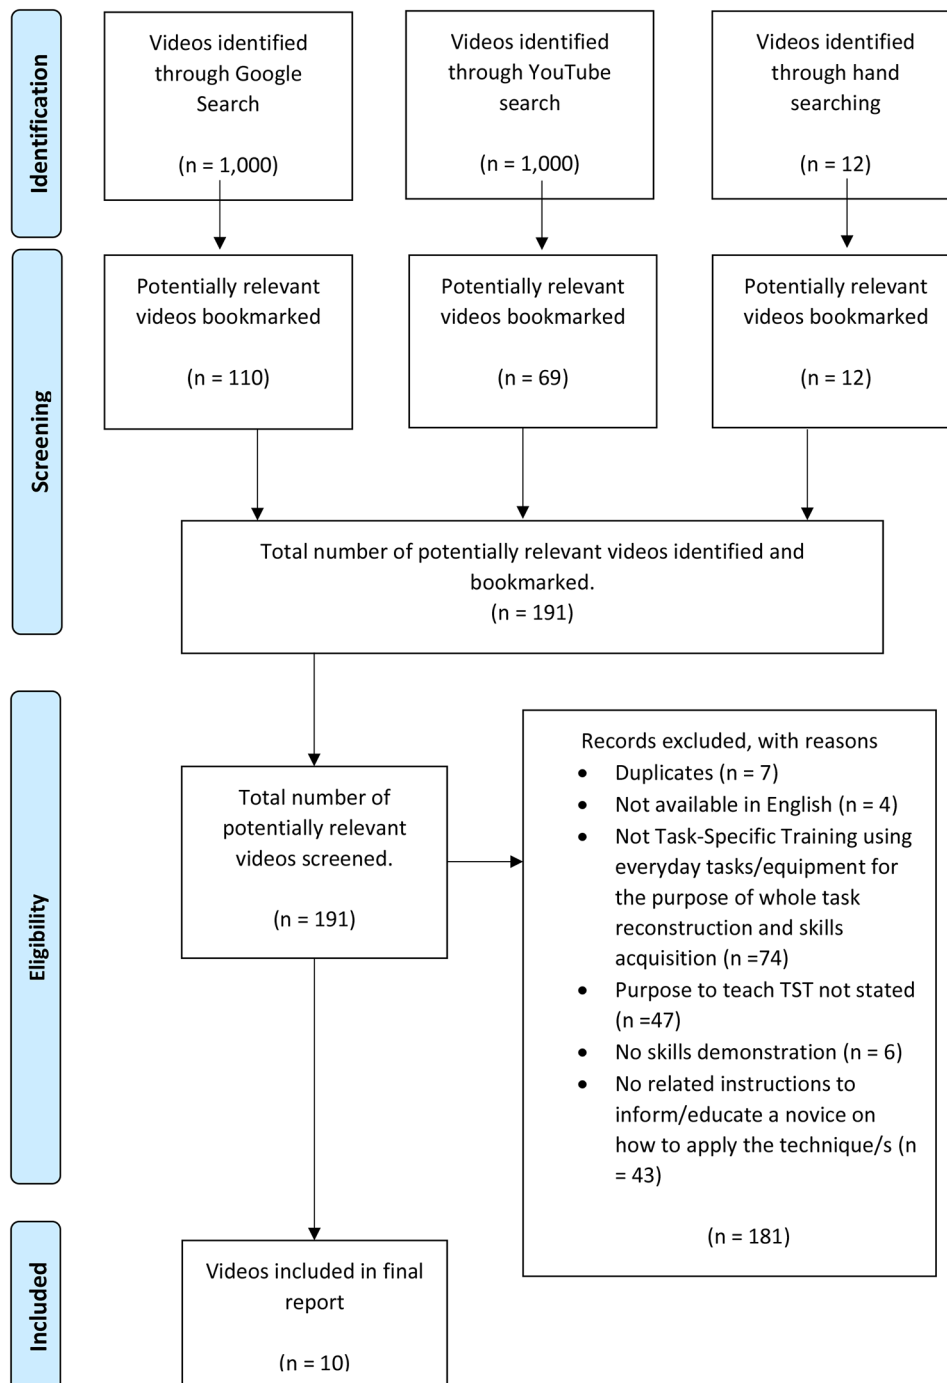 Identification
Videos identified
through Google
Search
(n = 1,000)
Videos identified
through YouTube
search
(n = 1,000)
Videos identified
through hand
searching
(n = 12)
Screening
Potentially relevant
videos bookmarked
(n = 110)
Potentially relevant
videos bookmarked
(n = 69)
Potentially relevant
videos bookmarked
(n = 12)
Total number of potentially relevant videos identified and
bookmarked.
(n = 191)
Eligibility
Total number of
potentially relevant
videos screened.
(n = 191)
Records excluded, with reasons
• Duplicates (n = 7)
• Not available in English (n = 4)
• Not Task-Specific Training using
everyday tasks/equipment for
the purpose of whole task
reconstruction and skills
acquisition (n =74)
• Purpose to teach TST not stated
(n =47)
• No skills demonstration (n = 6)
• No related instructions to
inform/educate a novice on
how to apply the technique/s (n
= 43)
(n = 181)
Included
Videos included in final
report
(n = 10)